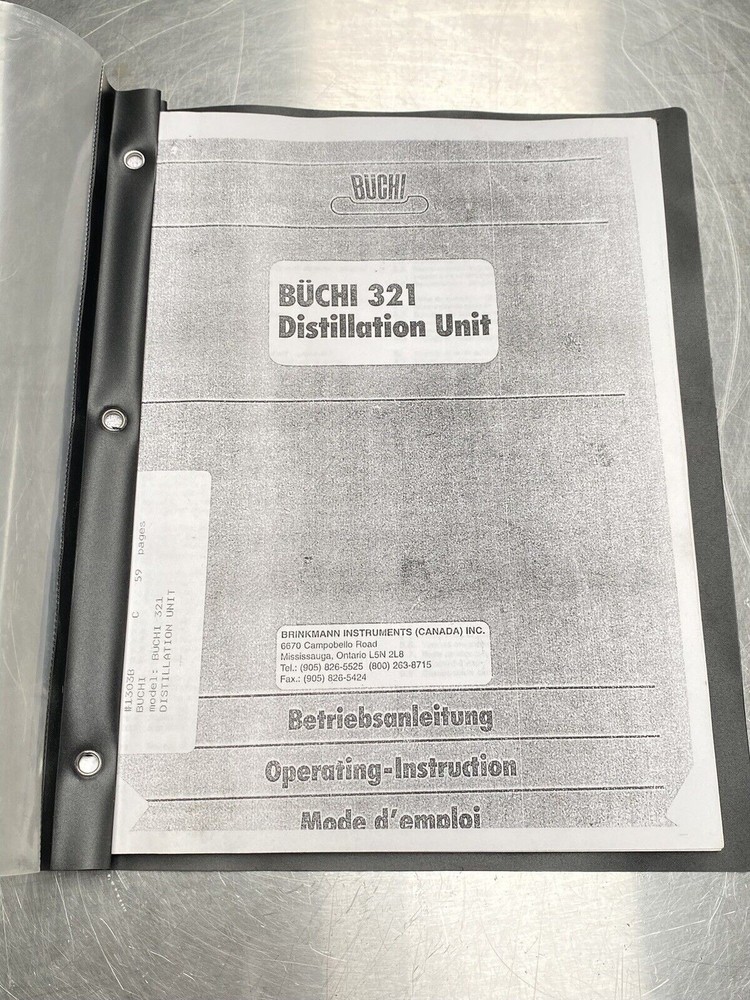 BÜCHI
BÜCHI 321
Distillation Unit
#1303B
BUCHI C 59 pages
model: BUCHI 321
DISTILLATION UNIT
BRINKMANN INSTRUMENTS (CANADA) INC.
6670 Campobello Road
Mississauga, Ontario L5N 2L8
Tel.: (905) 826-5525 (800) 263-8715
Fax.: (905) 826-5424
Betriebsanleitung
Operating-Instruction
Mode d'emploi